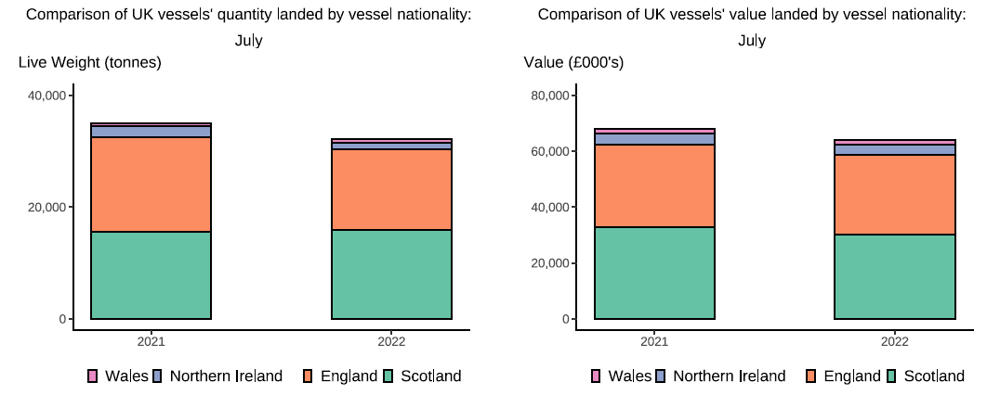 Comparison of UK vessels' quantity landed by vessel nationality:
July
Live Weight (tonnes)
40,000
20,000
0
2021
2022
Wales
Northern Ireland
England
Scotland
Comparison of UK vessels' value landed by vessel nationality:
July
Value (£000's)
80,000
60,000
40,000
20,000
0
2021
2022
Wales
Northern Ireland
England
Scotland